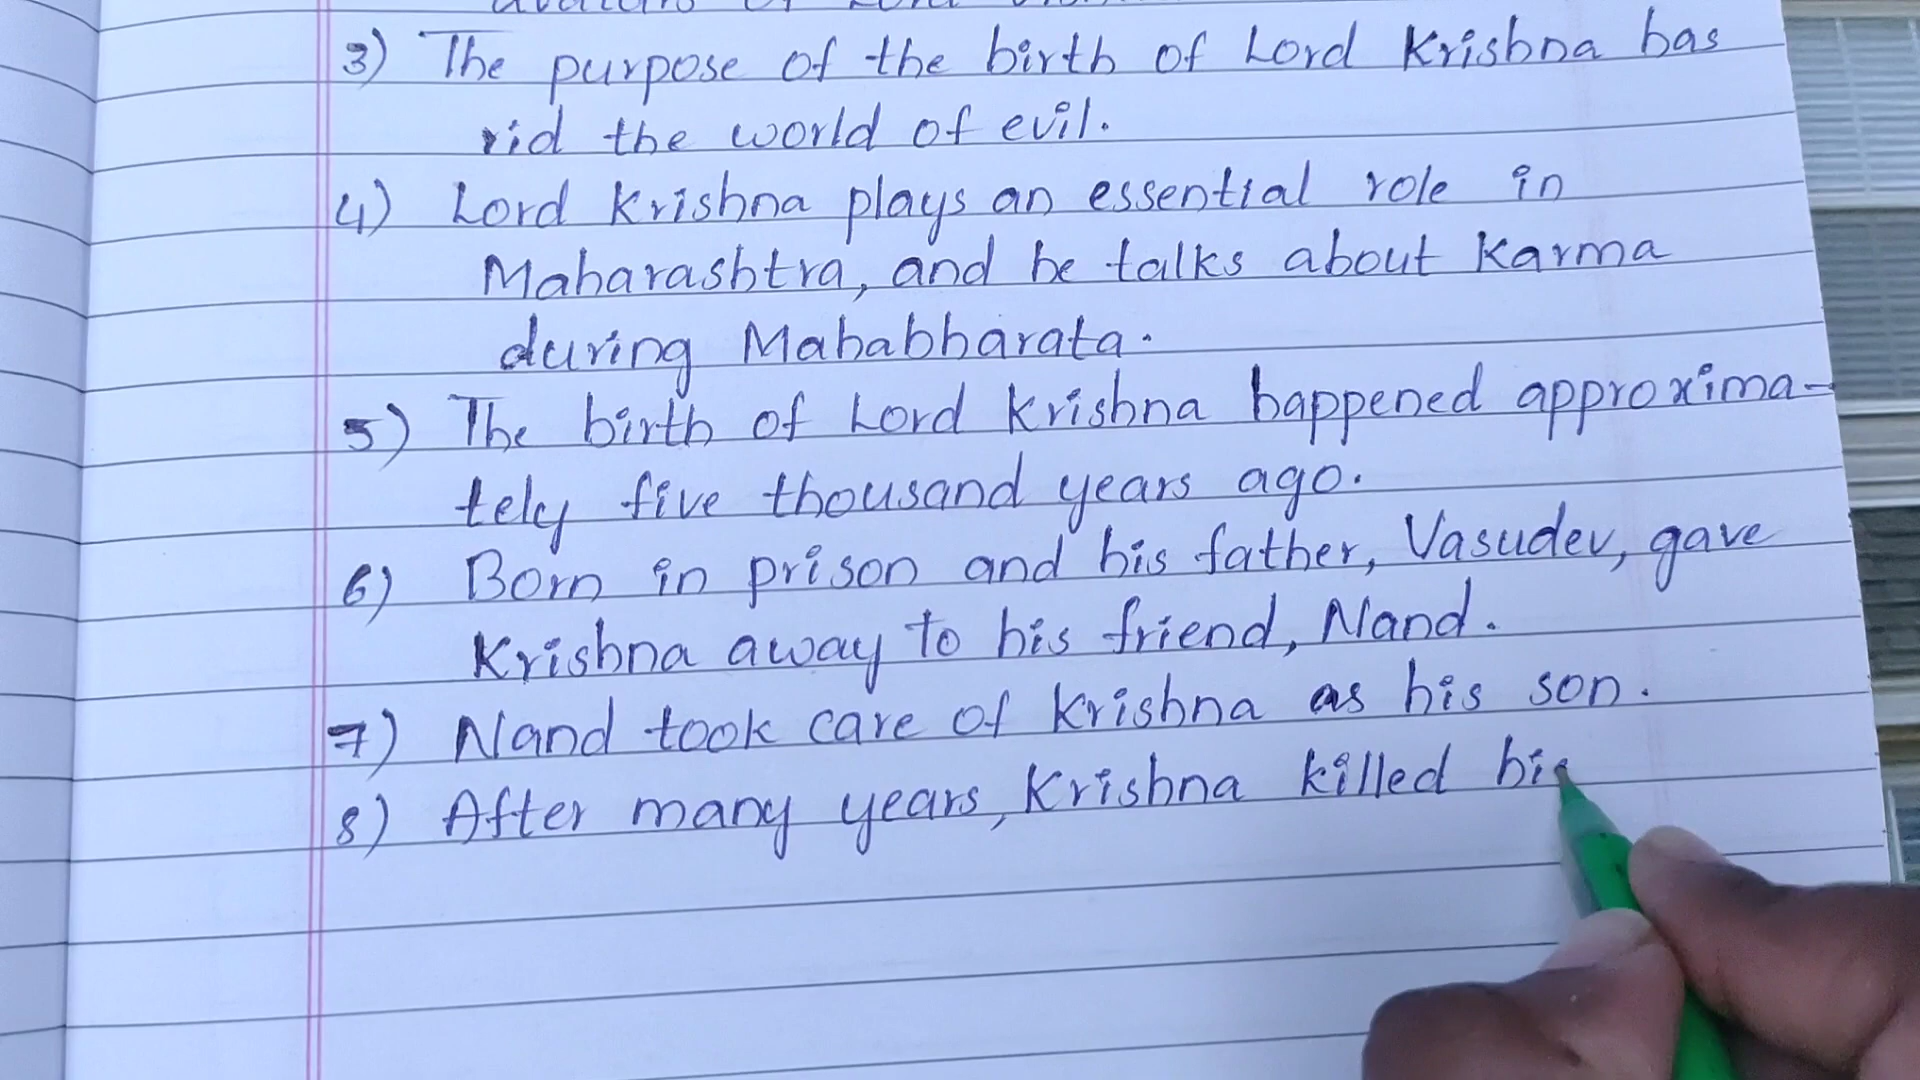 of Lord
3) The purpose of the birth of Lord Krishna has
rid the world of evil.
4) Lord Krishna plays an essential role in
Maharashtra, and he talks about Karma
during Mahabharata.
5) The birth of Lord Krishna happened approxima-
tely five thousand years ago.
6) Born in prison and his father, Vasudev, gave
Krishna away to his friend, Nand.
7) Nand took care of Krishna as his son.
8) After many years, Krishna killed his